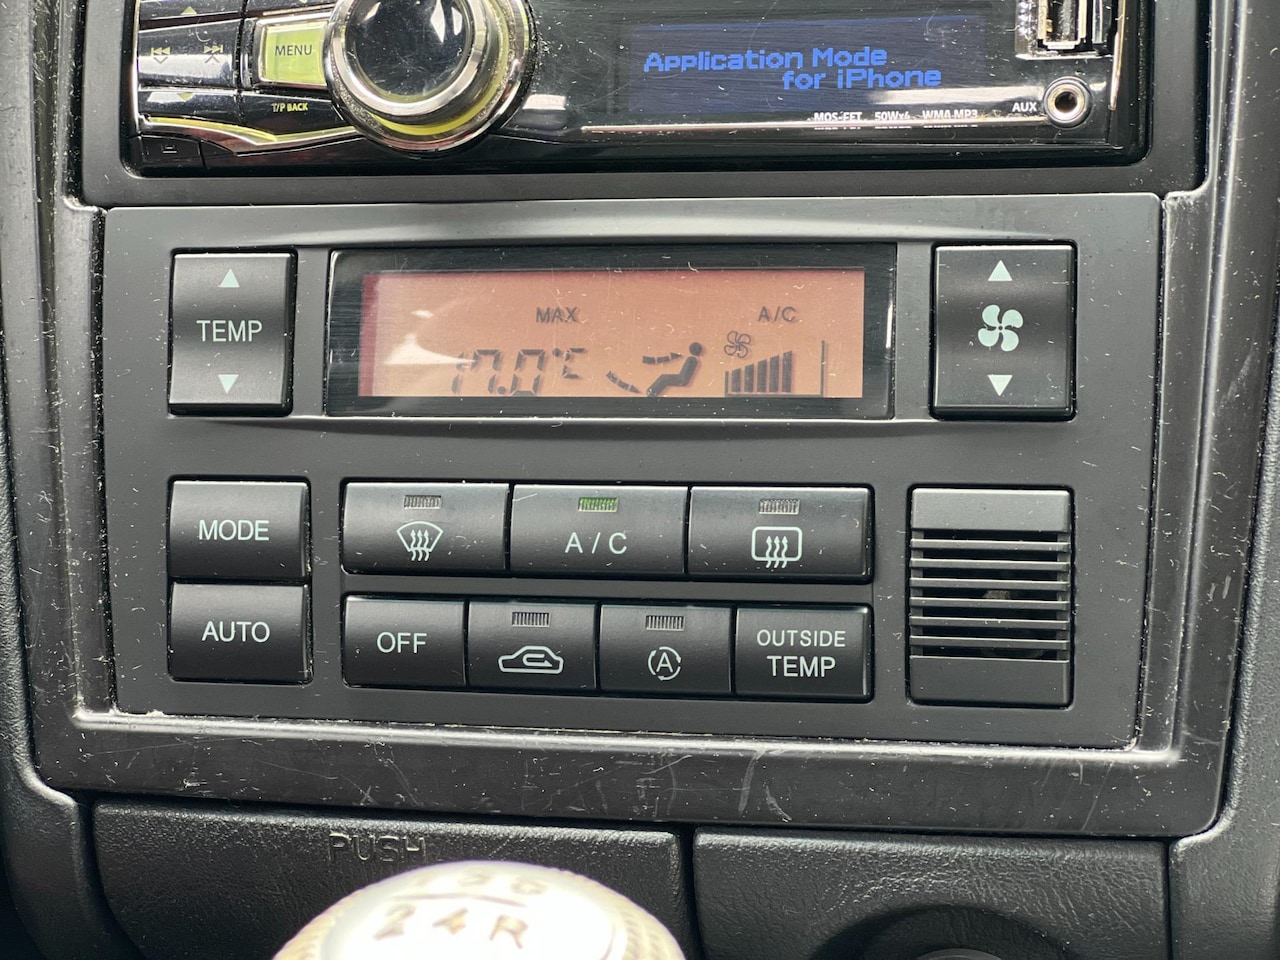 MENU
T/P BACK
Application Mode
for iPhone
MOS-FET 50Wx4 WMA MP3
AUX
TEMP
MAX
A/C
17.0°C
MODE
A/C
AUTO
OFF
A
OUTSIDE
TEMP
PUSH
2 4 R